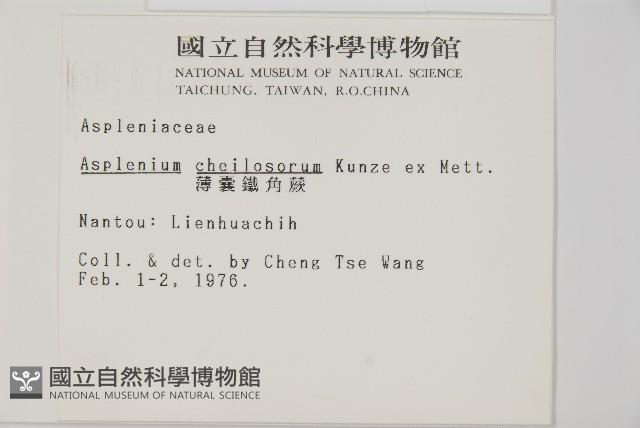 國立自然科學博物館
NATIONAL MUSEUM OF NATURAL SCIENCE
TAICHUNG, TAIWAN, R.O.CHINA
Aspleniaceae
Asplenium cheilosorum Kunze ex Mett.
薄囊鐵角蕨
Nantou: Lienhuachih
Coll. & det. by Cheng Tse Wang
Feb. 1-2, 1976.
國立自然科學博物館
NATIONAL MUSEUM OF NATURAL SCIENCE